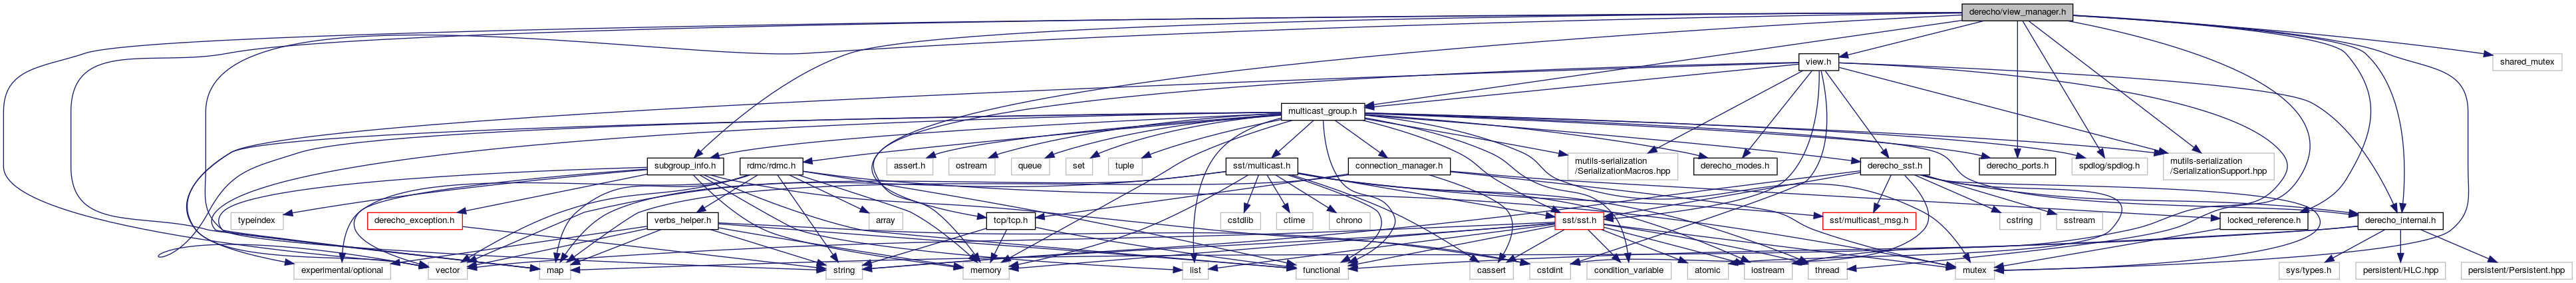 derecho/view_manager.h
view.h
shared_mutex
multicast_group.h
subgroup_info.h
rdmc/rdmc.h
assert.h
ostream
queue
set
tuple
sst/multicast.h
connection_manager.h
mutils-serialization
/SerializationMacros.hpp
derecho_modes.h
derecho_sst.h
derecho_ports.h
spdlog/spdlog.h
mutils-serialization
/SerializationSupport.hpp
typeindex
derecho_exception.h
verbs_helper.h
array
tcp/tcp.h
cstdlib
ctime
chrono
sst/sst.h
sst/multicast_msg.h
cstring
sstream
locked_reference.h
derecho_internal.h
experimental/optional
vector
map
string
memory
list
functional
cassert
cstdint
condition_variable
atomic
iostream
thread
mutex
sys/types.h
persistent/HLC.hpp
persistent/Persistent.hpp